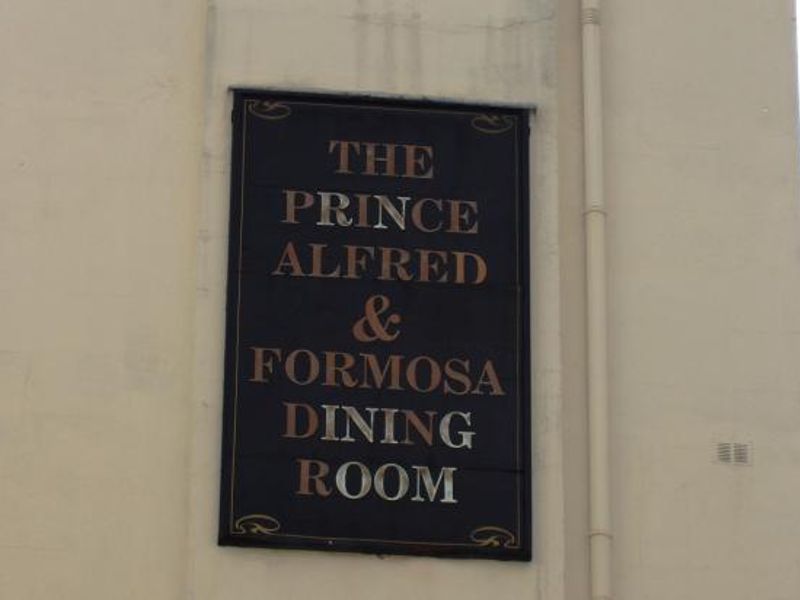 THE
PRINCE
ALFRED
&
FORMOSA
DINING
ROOM